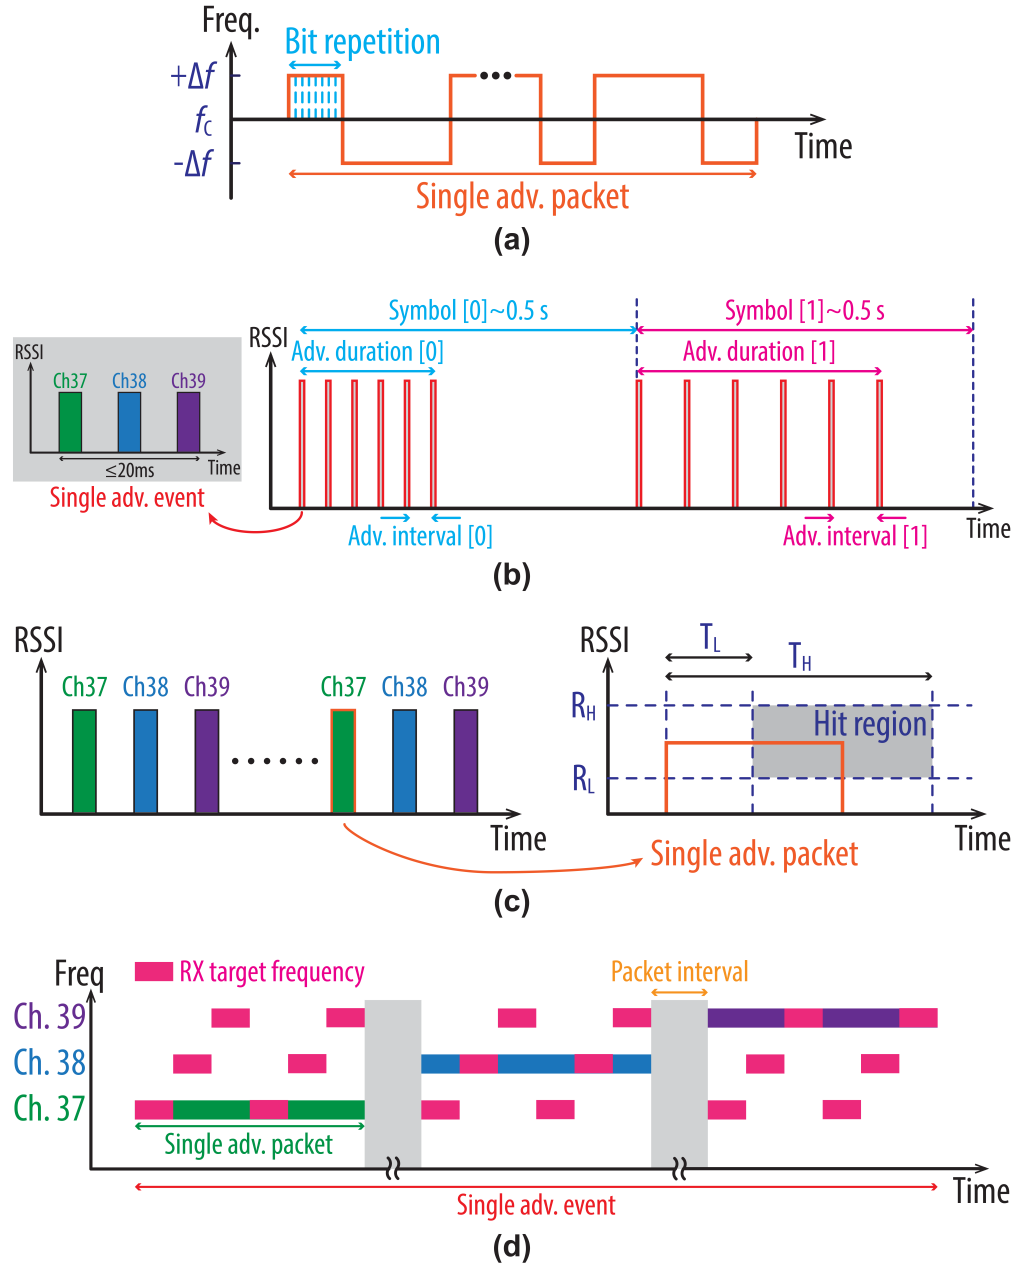 Freq.
Bit repetition
+Δf
fC
Time
-Δf
Single adv. packet
(a)
Symbol [0]~0.5 s
Symbol [1]~0.5 s
RSSI
Adv. duration [0]
Adv. duration [1]
RSSI
Ch37
Ch38
Ch39
≤20ms
Time
Single adv. event
Time
Adv. interval [0]
Adv. interval [1]
(b)
RSSI
Ch37
Ch38
Ch39
Ch37
Ch38
Ch39
Time
RSSI
TL
TH
RH
Hit region
RL
Time
Single adv. packet
(c)
Freq
RX target frequency
Packet interval
Ch. 39
Ch. 38
Ch. 37
Single adv. packet
Time
Single adv. event
(d)